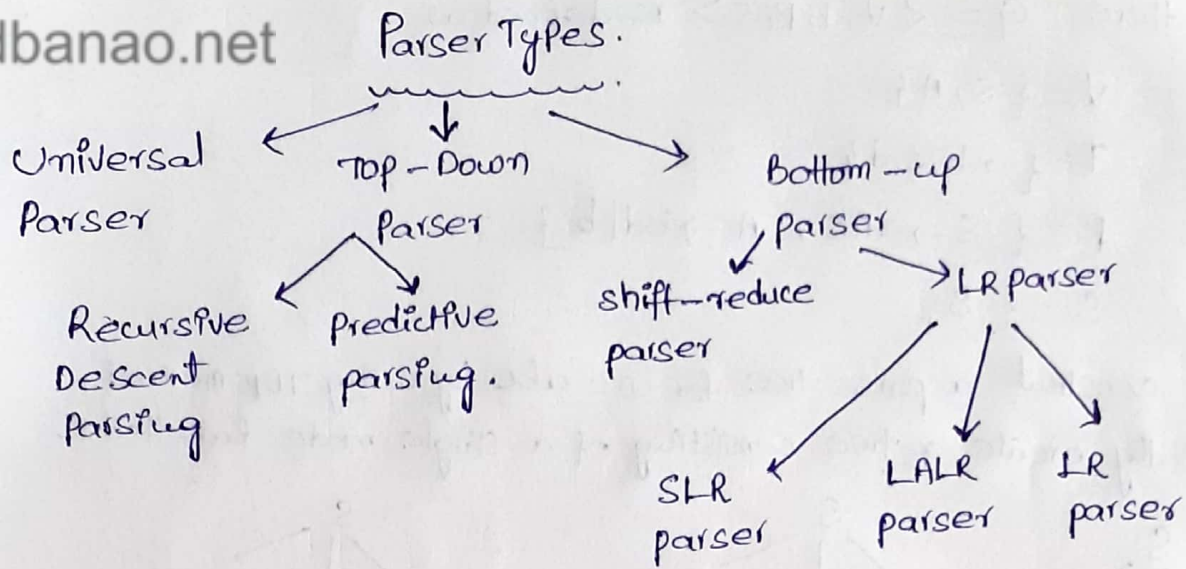 dbanao.net
Parser Types.
Universal
Parser
Top-Down
Parser
Bottom-up
Parser
Recursive
Descent
Parsing
Predictive
parsing.
shift-reduce
parser
LR parser
SLR
parser
LALR
parser
LR
parser